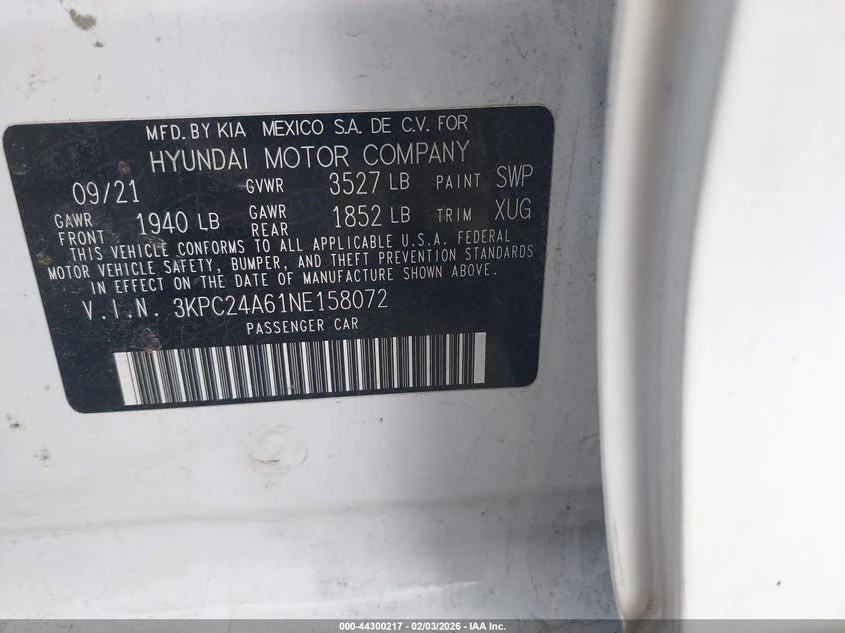 MFD. BY KIA MEXICO S.A. DE C.V. FOR
HYUNDAI MOTOR COMPANY
09/21 GVWR 3527 LB PAINT SWP
GAWR FRONT 1940 LB GAWR REAR 1852 LB TRIM XUG
THIS VEHICLE CONFORMS TO ALL APPLICABLE U.S.A. FEDERAL
MOTOR VEHICLE SAFETY, BUMPER, AND THEFT PREVENTION STANDARDS
IN EFFECT ON THE DATE OF MANUFACTURE SHOWN ABOVE.
V.I.N. 3KPC24A61NE158072
PASSENGER CAR
000-44300217 - 02/03/2026 - IAA Inc.